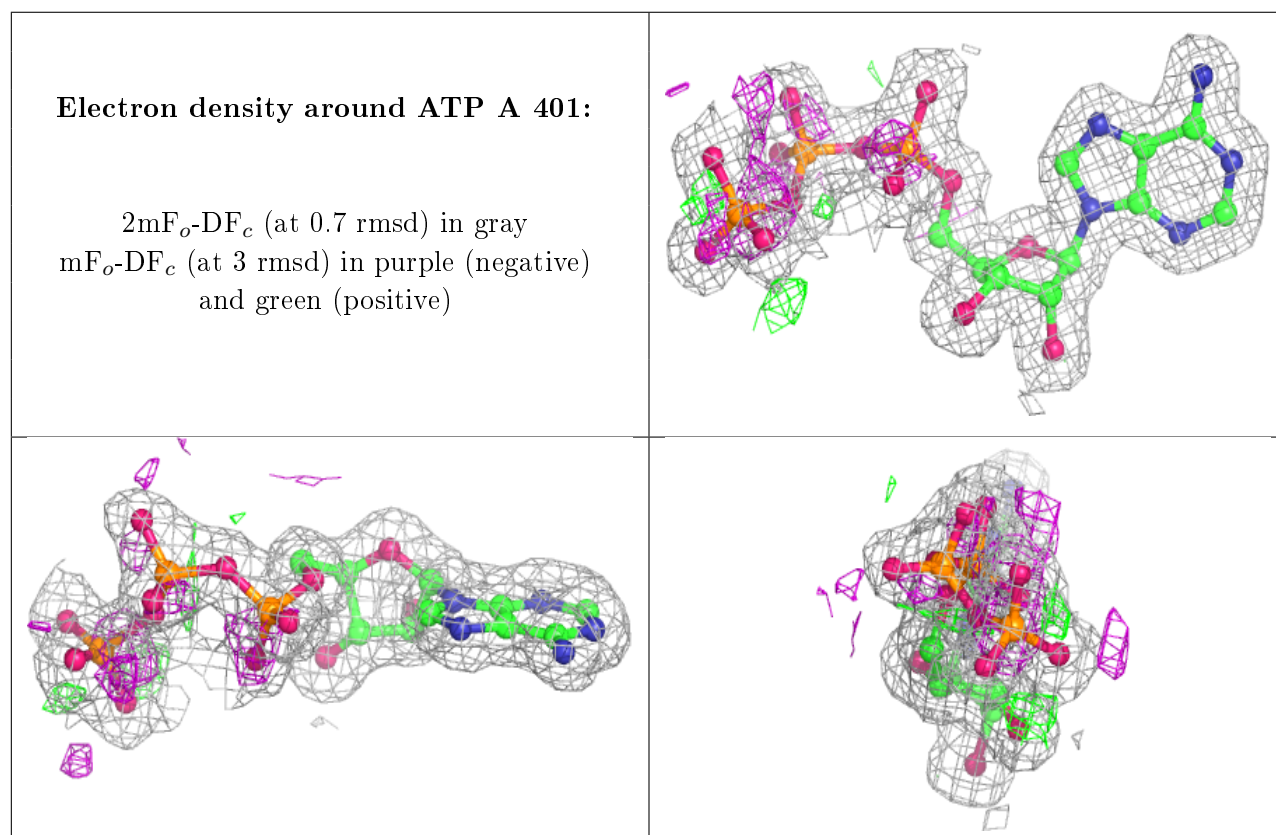 Electron density around ATP A 401:
2mFo-DFc (at 0.7 rmsd) in gray
mFo-DFc (at 3 rmsd) in purple (negative)
and green (positive)